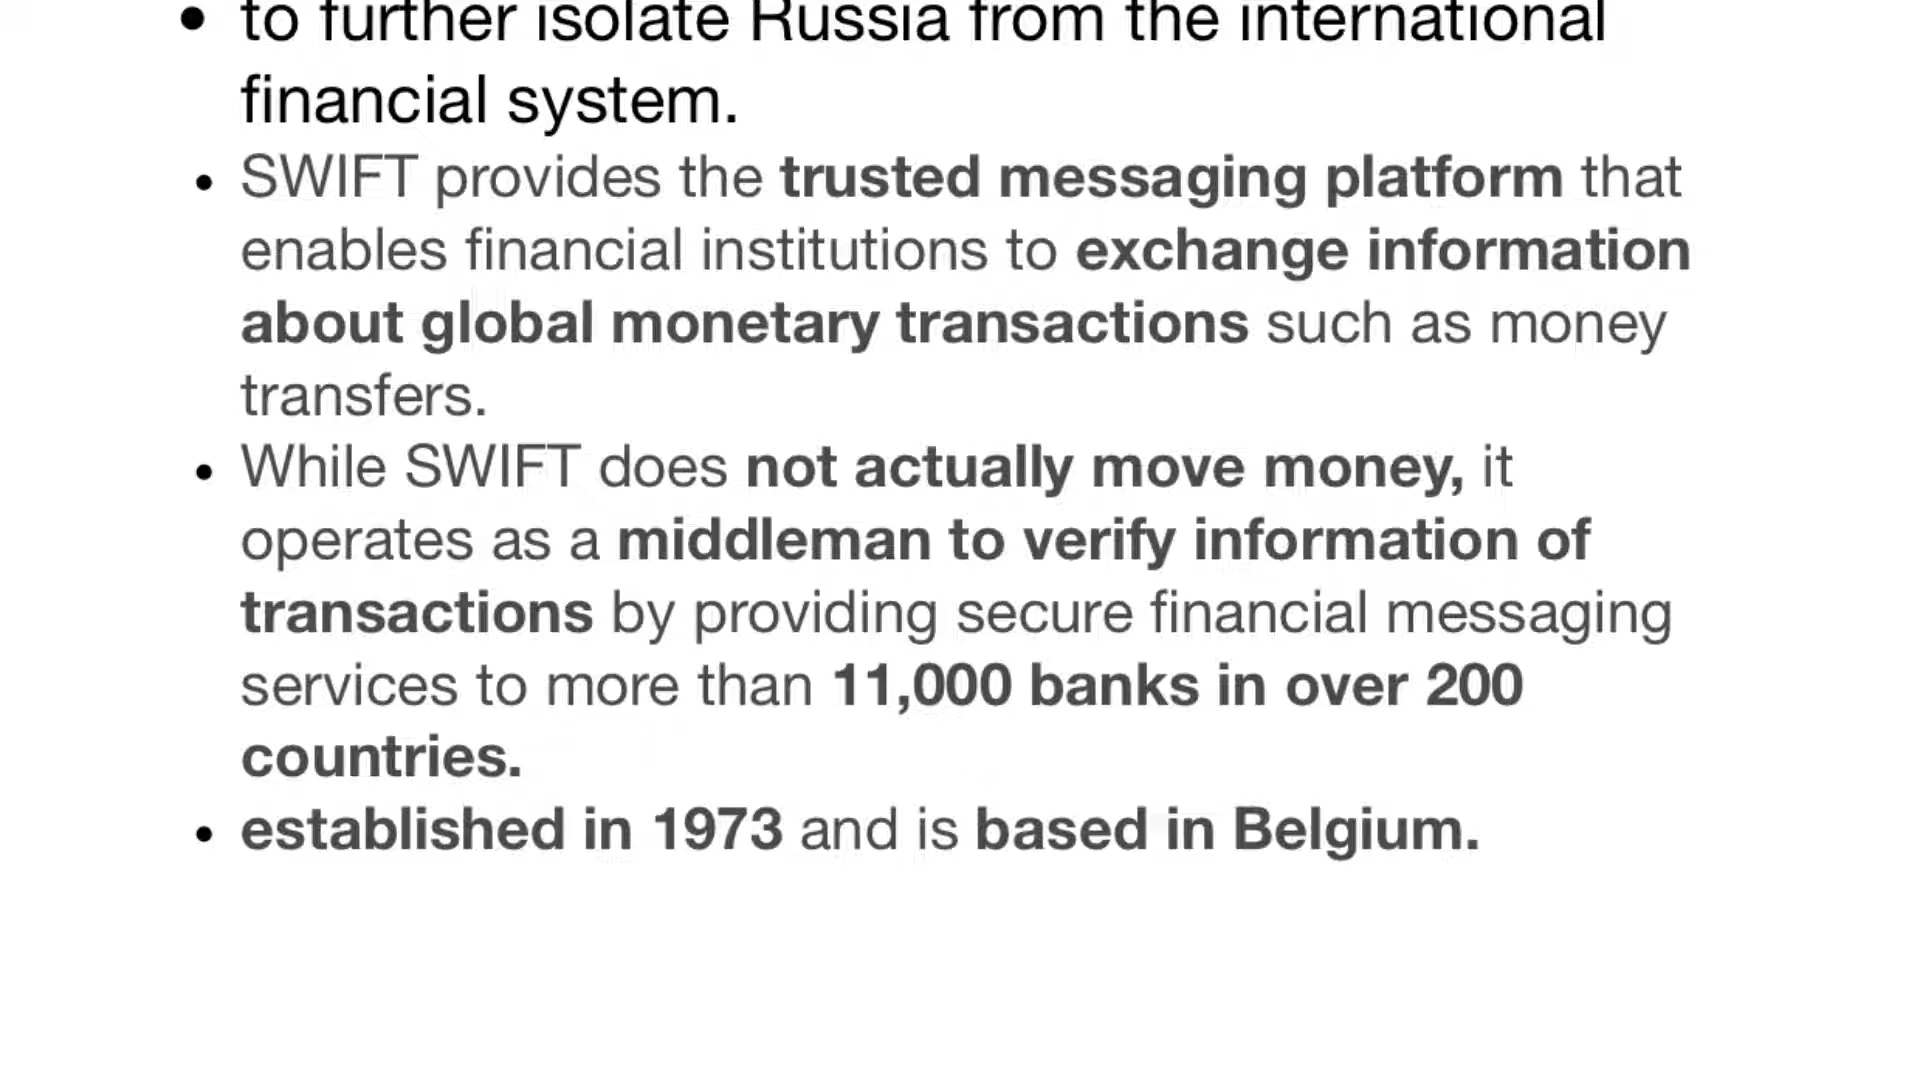 • to further isolate Russia from the international
financial system.
• SWIFT provides the trusted messaging platform that
enables financial institutions to exchange information
about global monetary transactions such as money
transfers.
• While SWIFT does not actually move money, it
operates as a middleman to verify information of
transactions by providing secure financial messaging
services to more than 11,000 banks in over 200
countries.
• established in 1973 and is based in Belgium.